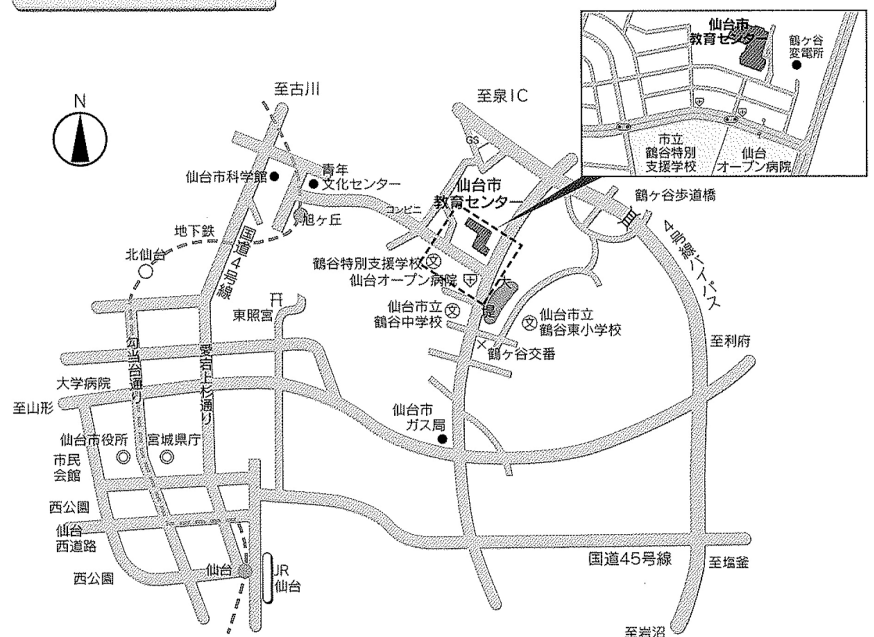 仙台市
教育センター
鶴ケ谷
変電所
市立
鶴谷特別
支援学校
仙台
オープン病院
N
至古川
至泉IC
GS
仙台市科学館
青年
文化センター
仙台市
教育センター
コンビニ
旭ヶ丘
地下鉄
国道4号線
北仙台
鶴ケ谷歩道橋
4号線バイパス
鶴谷特別支援学校
仙台オープン病院
大
堤
東照宮
仙台市立
鶴谷中学校
仙台市立
鶴谷東小学校
鶴ケ谷交番
至利府
勾当台通り
愛宕上杉通り
大学病院
至山形
仙台市
ガス局
仙台市役所
宮城県庁
市民
会館
西公園
仙台
西道路
西公園
仙台
JR
仙台
国道45号線
至塩釜
至岩沼